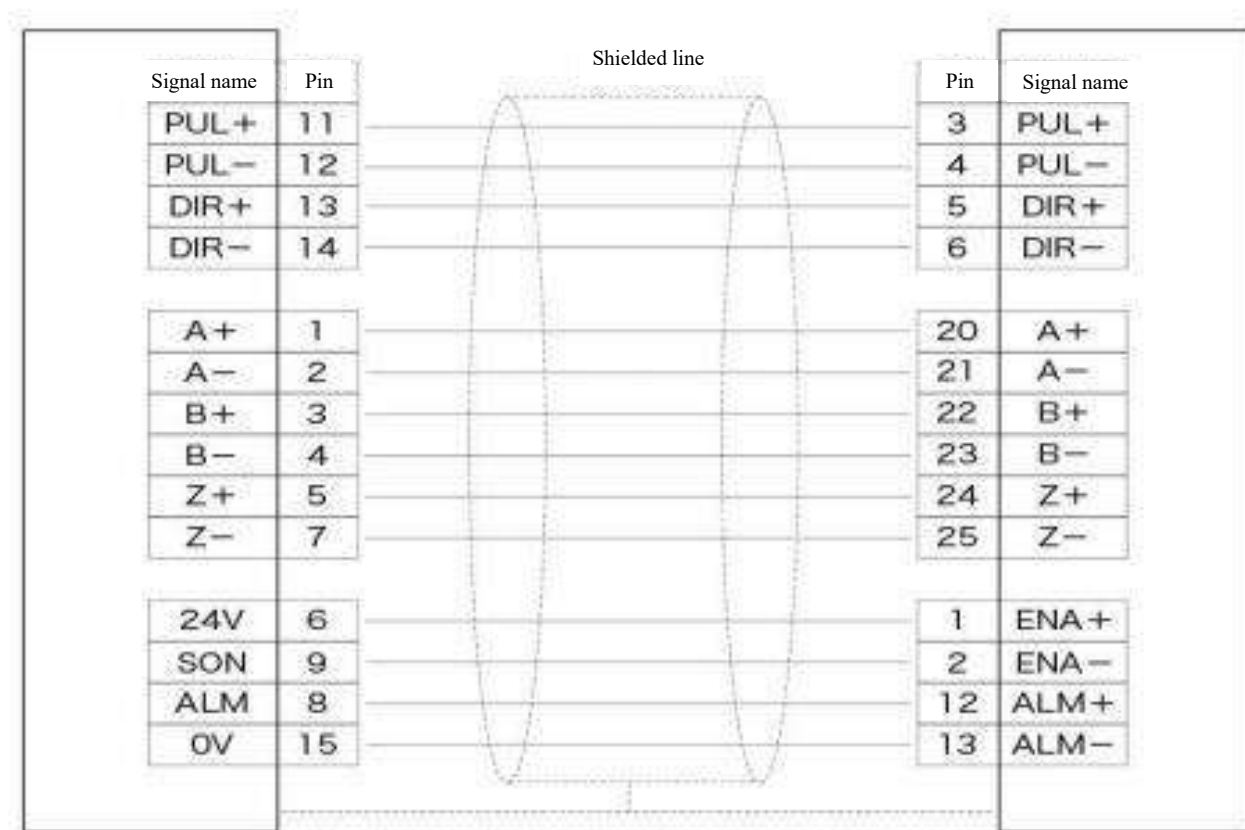 Shielded line
Signal name Pin Pin Signal name
PUL+ 11 3 PUL+
PUL− 12 4 PUL−
DIR+ 13 5 DIR+
DIR− 14 6 DIR−
A+ 1 20 A+
A− 2 21 A−
B+ 3 22 B+
B− 4 23 B−
Z+ 5 24 Z+
Z− 7 25 Z−
24V 6 1 ENA+
SON 9 2 ENA−
ALM 8 12 ALM+
0V 15 13 ALM−